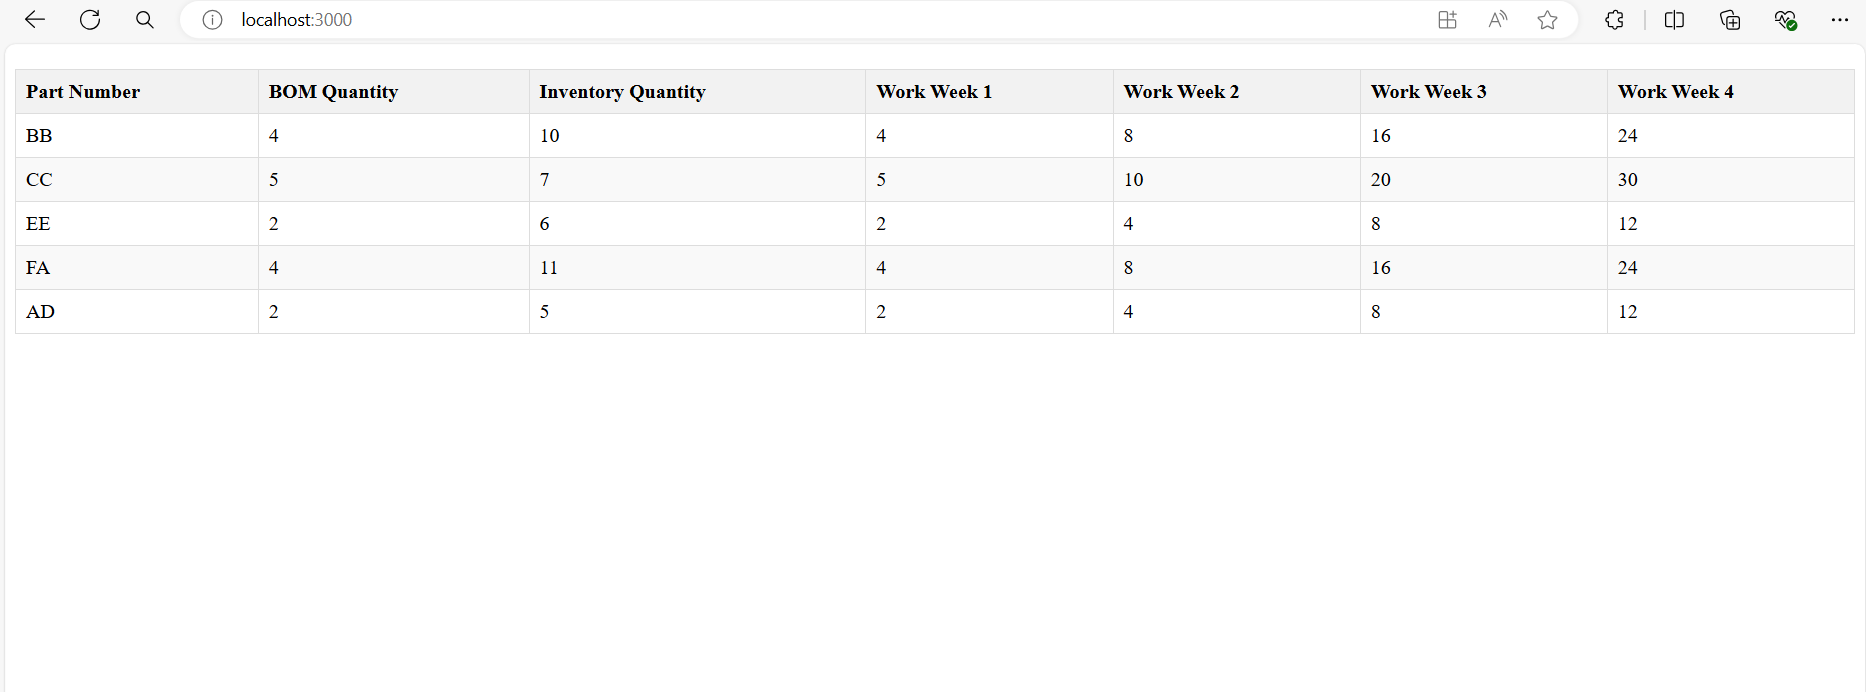 localhost:3000
Part Number BOM Quantity Inventory Quantity Work Week 1 Work Week 2 Work Week 3 Work Week 4
BB 4 10 4 8 16 24
CC 5 7 5 10 20 30
EE 2 6 2 4 8 12
FA 4 11 4 8 16 24
AD 2 5 2 4 8 12